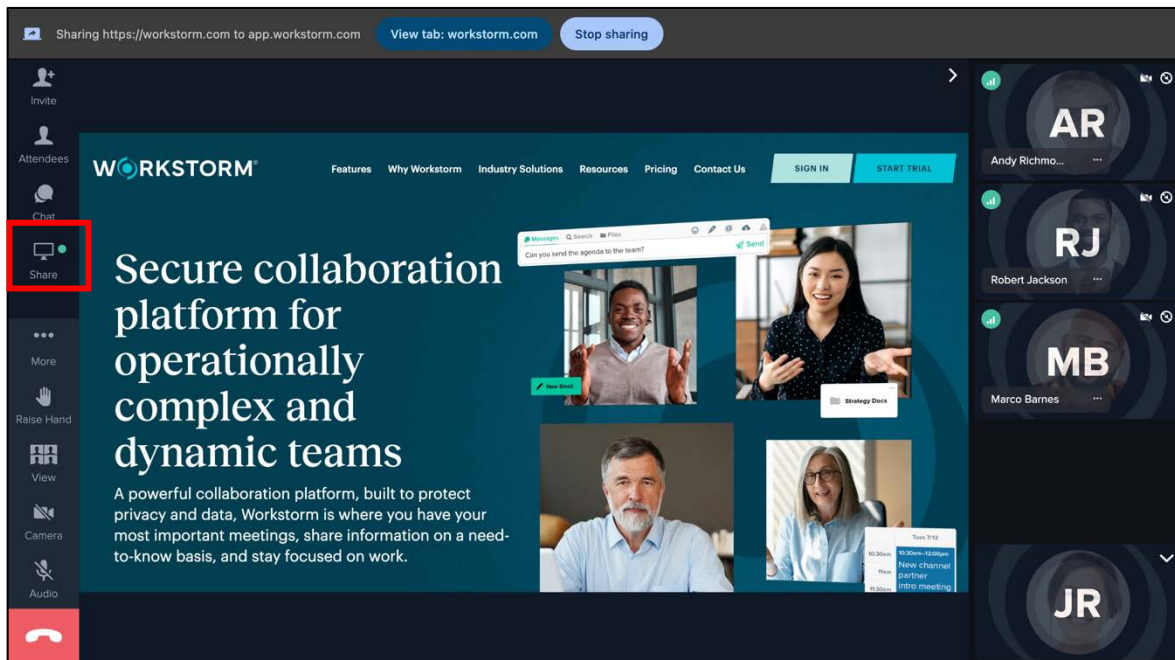 Sharing https://workstorm.com to app.workstorm.com View tab: workstorm.com Stop sharing
Invite
Attendees
Chat
Share
More
Raise Hand
View
Camera
Audio
WORKSTORM®
Features Why Workstorm Industry Solutions Resources Pricing Contact Us SIGN IN START TRIAL
Secure collaboration
platform for
operationally
complex and
dynamic teams
A powerful collaboration platform, built to protect
privacy and data, Workstorm is where you have your
most important meetings, share information on a need-
to-know basis, and stay focused on work.
Messages Search Files
Can you send the agenda to the team? Send
New Email
Strategy Docs
Tues 7/12
10:30am 10:30am-12:00pm
11am New channel
partner
11:30am intro meeting
AR
Andy Richmo... ...
RJ
Robert Jackson ...
MB
Marco Barnes ...
JR